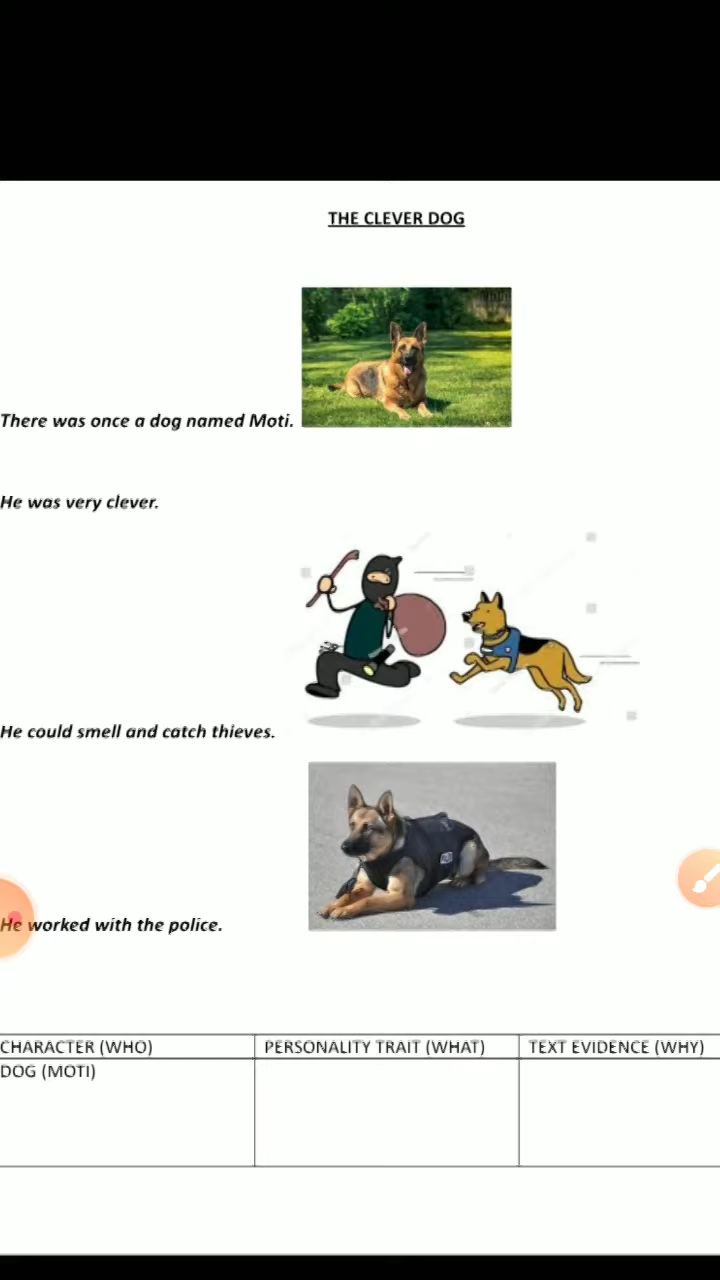 THE CLEVER DOG
There was once a dog named Moti.
He was very clever.
He could smell and catch thieves.
He worked with the police.
CHARACTER (WHO) PERSONALITY TRAIT (WHAT) TEXT EVIDENCE (WHY)
DOG (MOTI)